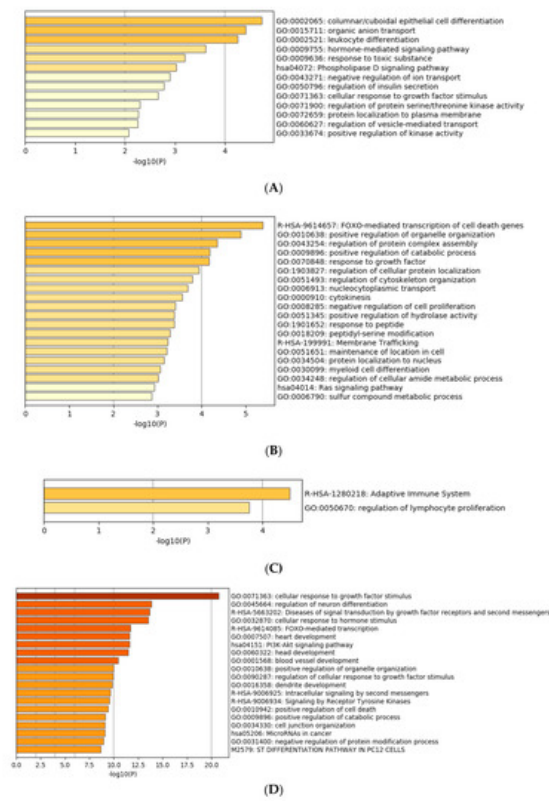 GO:0002065: columnar/cuboidal epithelial cell differentiation
GO:0015711: organic anion transport
GO:0002521: leukocyte differentiation
GO:0009755: hormone-mediated signaling pathway
GO:0009636: response to toxic substance
hsa04072: Phospholipase D signaling pathway
GO:0043271: negative regulation of ion transport
GO:0050796: regulation of insulin secretion
GO:0071363: cellular response to growth factor stimulus
GO:0071900: regulation of protein serine/threonine kinase activity
GO:0072659: protein localization to plasma membrane
GO:0060627: regulation of vesicle-mediated transport
GO:0033674: positive regulation of kinase activity
0 1 2 3 4
-log10(P)
(A)
R-HSA-9614657: FOXO-mediated transcription of cell death genes
GO:0010638: positive regulation of organelle organization
GO:0043254: regulation of protein complex assembly
GO:0009896: positive regulation of catabolic process
GO:0070848: response to growth factor
GO:1903827: regulation of cellular protein localization
GO:0051493: regulation of cytoskeleton organization
GO:0006913: nucleocytoplasmic transport
GO:0000910: cytokinesis
GO:0008285: negative regulation of cell proliferation
GO:0051345: positive regulation of hydrolase activity
GO:1901652: response to peptide
GO:0018209: peptidyl-serine modification
R-HSA-199991: Membrane Trafficking
GO:0051651: maintenance of location in cell
GO:0034504: protein localization to nucleus
GO:0030099: myeloid cell differentiation
GO:0034248: regulation of cellular amide metabolic process
hsa04014: Ras signaling pathway
GO:0006790: sulfur compound metabolic process
0 1 2 3 4 5
-log10(P)
(B)
R-HSA-1280218: Adaptive Immune System
GO:0050670: regulation of lymphocyte proliferation
0 1 2 3 4
-log10(P)
(C)
GO:0071363: cellular response to growth factor stimulus
GO:0045664: regulation of neuron differentiation
R-HSA-5663202: Diseases of signal transduction by growth factor receptors and second messengers
GO:0032870: cellular response to hormone stimulus
R-HSA-9614085: FOXO-mediated transcription
GO:0007507: heart development
hsa04151: PI3K-Akt signaling pathway
GO:0060322: head development
GO:0001568: blood vessel development
GO:0010638: positive regulation of organelle organization
GO:0090287: regulation of cellular response to growth factor stimulus
GO:0016358: dendrite development
R-HSA-9006925: Intracellular signaling by second messengers
R-HSA-9006934: Signaling by Receptor Tyrosine Kinases
GO:0010942: positive regulation of cell death
GO:0009896: positive regulation of catabolic process
GO:0034330: cell junction organization
hsa05206: MicroRNAs in cancer
GO:0031400: negative regulation of protein modification process
M2579: ST DIFFERENTIATION PATHWAY IN PC12 CELLS
0.0 2.5 5.0 7.5 10.0 12.5 15.0 17.5 20.0
-log10(P)
(D)